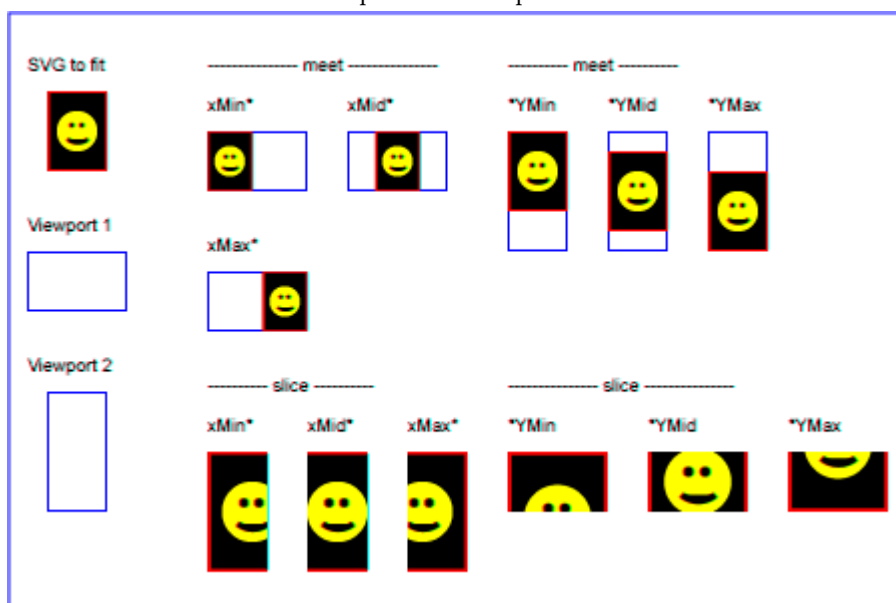 SVG to fit
--------------- meet ---------------
---------- meet ----------
xMin*
xMid*
*YMin
*YMid
*YMax
Viewport 1
xMax*
Viewport 2
---------- slice ----------
--------------- slice ---------------
xMin*
xMid*
xMax*
*YMin
*YMid
*YMax